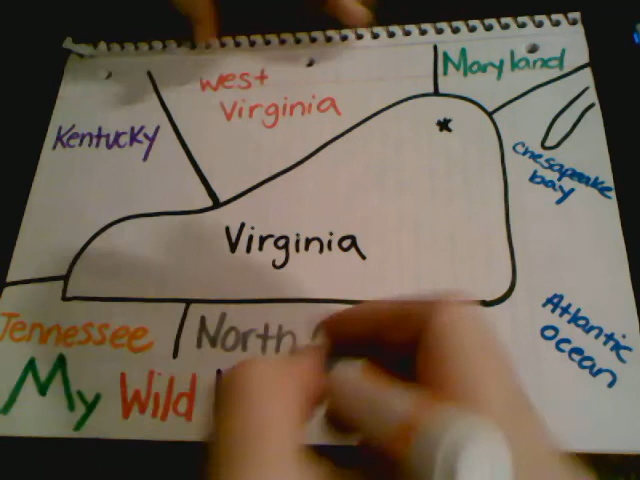 Maryland
West
Virginia
Kentucky
Chesapeake
bay
Virginia
Atlantic
ocean
Tennessee
North
My Wild